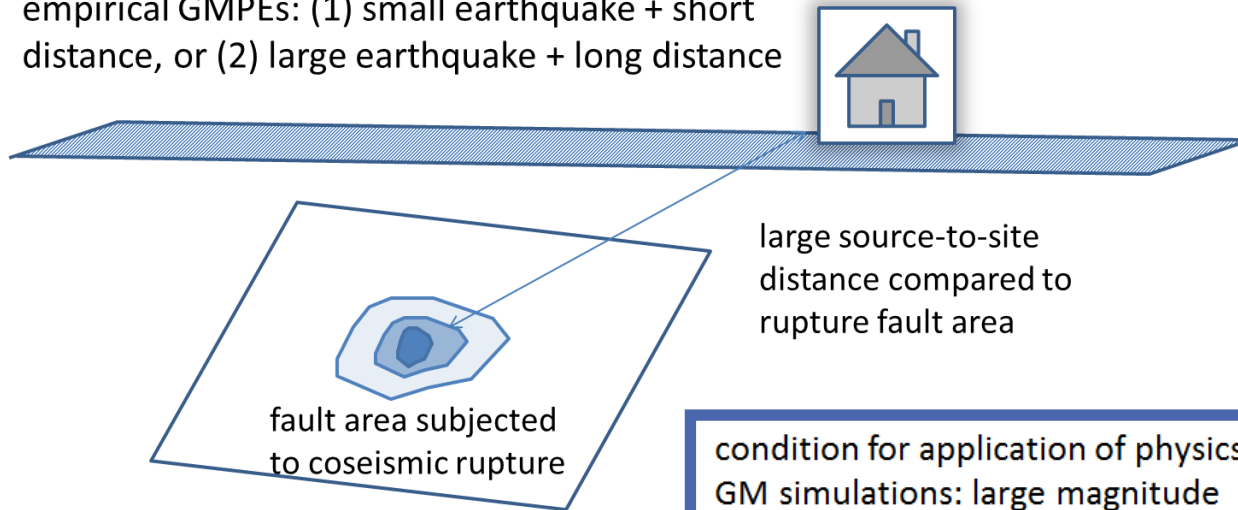 empirical GMPEs: (1) small earthquake + short
distance, or (2) large earthquake + long distance
large source-to-site
distance compared to
rupture fault area
fault area subjected
to coseismic rupture
condition for application of physics
GM simulations: large magnitude